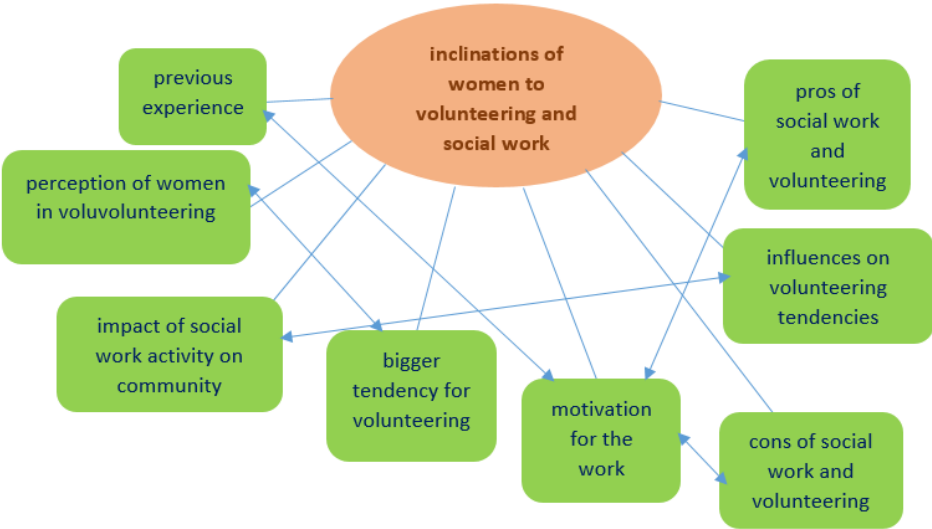 inclinations of
women to
volunteering and
social work
previous
experience
perception of women
in voluvolunteering
impact of social
work activity on
community
bigger
tendency for
volunteering
motivation
for the
work
cons of social
work and
volunteering
influences on
volunteering
tendencies
pros of
social work
and
volunteering